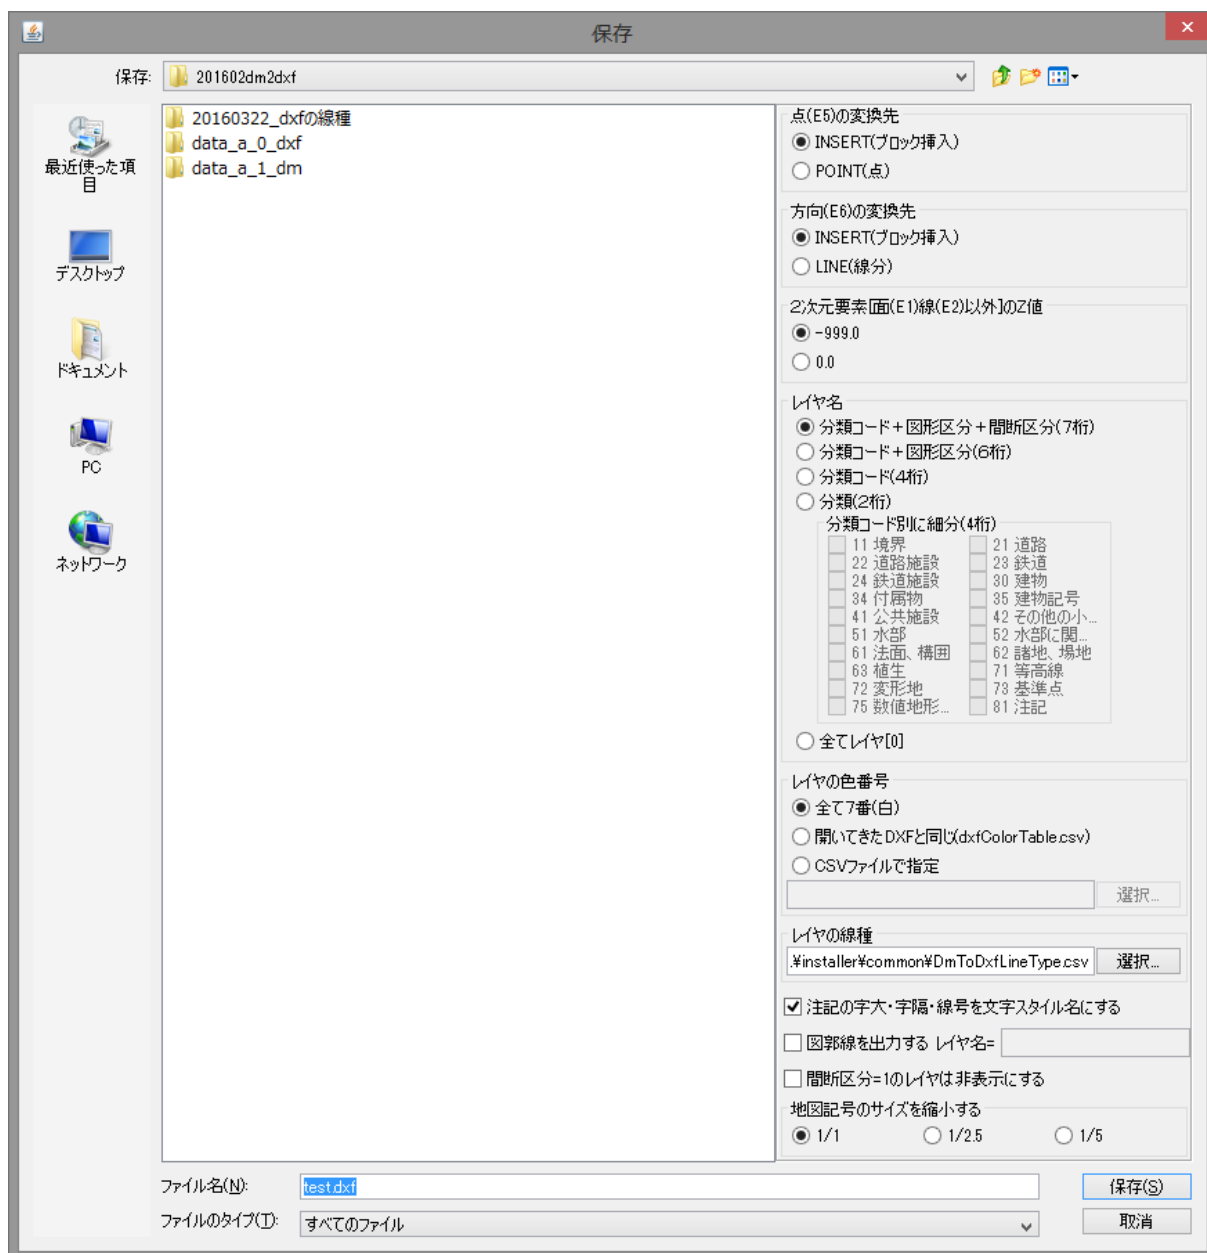 保存
保存:
201602dm2dxf
20160322_dxfの線種
data_a_0_dxf
data_a_1_dm
最近使った項
目
デスクトップ
ドキュメント
PC
ネットワーク
点(E5)の変換先
INSERT(ブロック挿入)
POINT(点)
方向(E6)の変換先
INSERT(ブロック挿入)
LINE(線分)
2次元要素[面(E1)線(E2)以外]のZ値
-999.0
0.0
レイヤ名
分類コード+図形区分+間断区分(7桁)
分類コード+図形区分(6桁)
分類コード(4桁)
分類(2桁)
分類コード別に細分(4桁)
11 境界 21 道路
22 道路施設 23 鉄道
24 鉄道施設 30 建物
34 付属物 35 建物記号
41 公共施設 42 その他の小...
51 水部 52 水部に関...
61 法面、構囲 62 諸地、場地
63 植生 71 等高線
72 変形地 73 基準点
75 数値地形... 81 注記
全てレイヤ[0]
レイヤの色番号
全て7番(白)
開いてきたDXFと同じ(dxfColorTable.csv)
CSVファイルで指定
選択...
レイヤの線種
.¥installer¥common¥DmToDxfLineType.csv 選択...
注記の字大・字隔・線号を文字スタイル名にする
図郭線を出力する レイヤ名=
間断区分=1のレイヤは非表示にする
地図記号のサイズを縮小する
1/1 1/2.5 1/5
ファイル名(N): test.dxf 保存(S)
ファイルのタイプ(T): すべてのファイル 取消